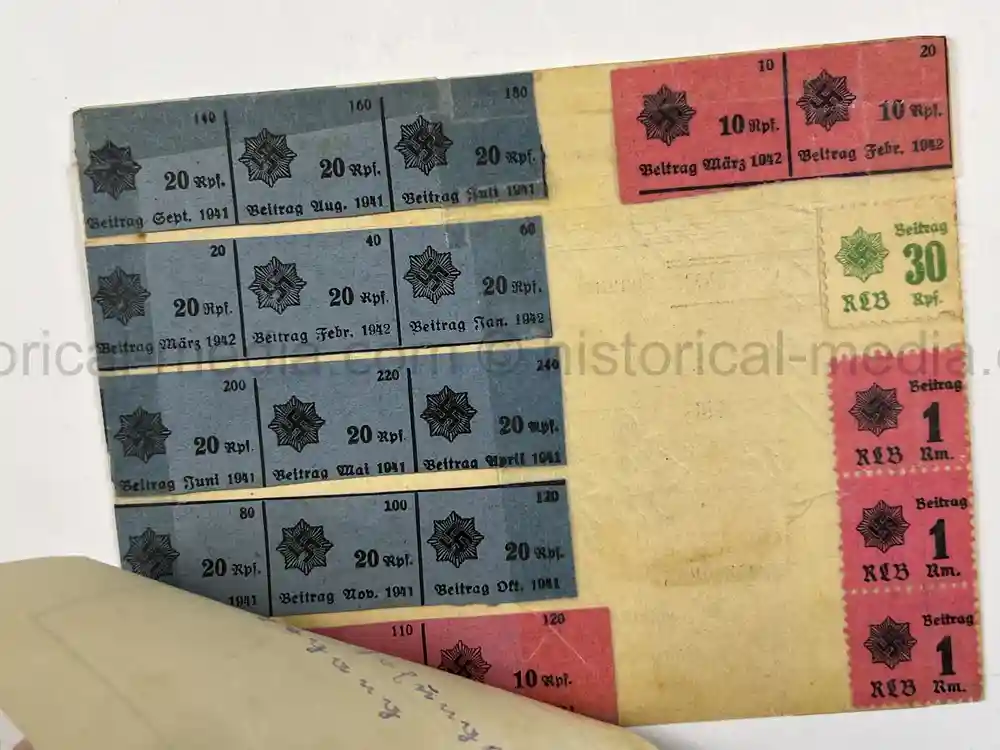 140 160 180
20 Rpf. 20 Rpf. 20 Rpf.
Beitrag Sept. 1941 Beitrag Aug. 1941 Beitrag Juli 1941
10 20
10 Rpf. 10 Rpf.
Beitrag März 1942 Beitrag Febr. 1942
20 40 60
20 Rpf. 20 Rpf. 20 Rpf.
Beitrag März 1942 Beitrag Febr. 1942 Beitrag Jan. 1942
Beitrag
30
RLB Rpf.
orical-media.com © historical-media.c
200 220 240
20 Rpf. 20 Rpf. 20 Rpf.
Beitrag Juni 1941 Beitrag Mai 1941 Beitrag April 1941
Beitrag
1
RLB Rm.
80 100 120
20 Rpf. 20 Rpf. 20 Rpf.
1941 Beitrag Nov. 1941 Beitrag Okt. 1941
Beitrag
1
RLB Rm.
110 120
10 Rpf.
Beitrag
1
RLB Rm.